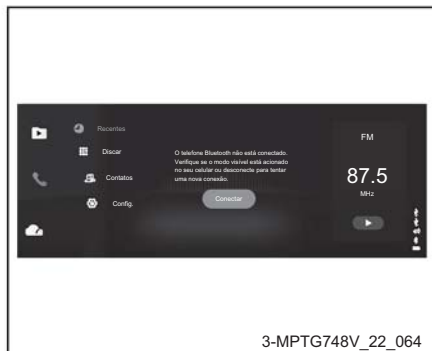 Recentes
Discar
Contatos
Config.
O telefone Bluetooth não está conectado.
Verifique se o modo visível está acionado
no seu celular ou desconecte para tentar
uma nova conexão.
Conectar
FM
87.5
MHz
3-MPTG748V_22_064